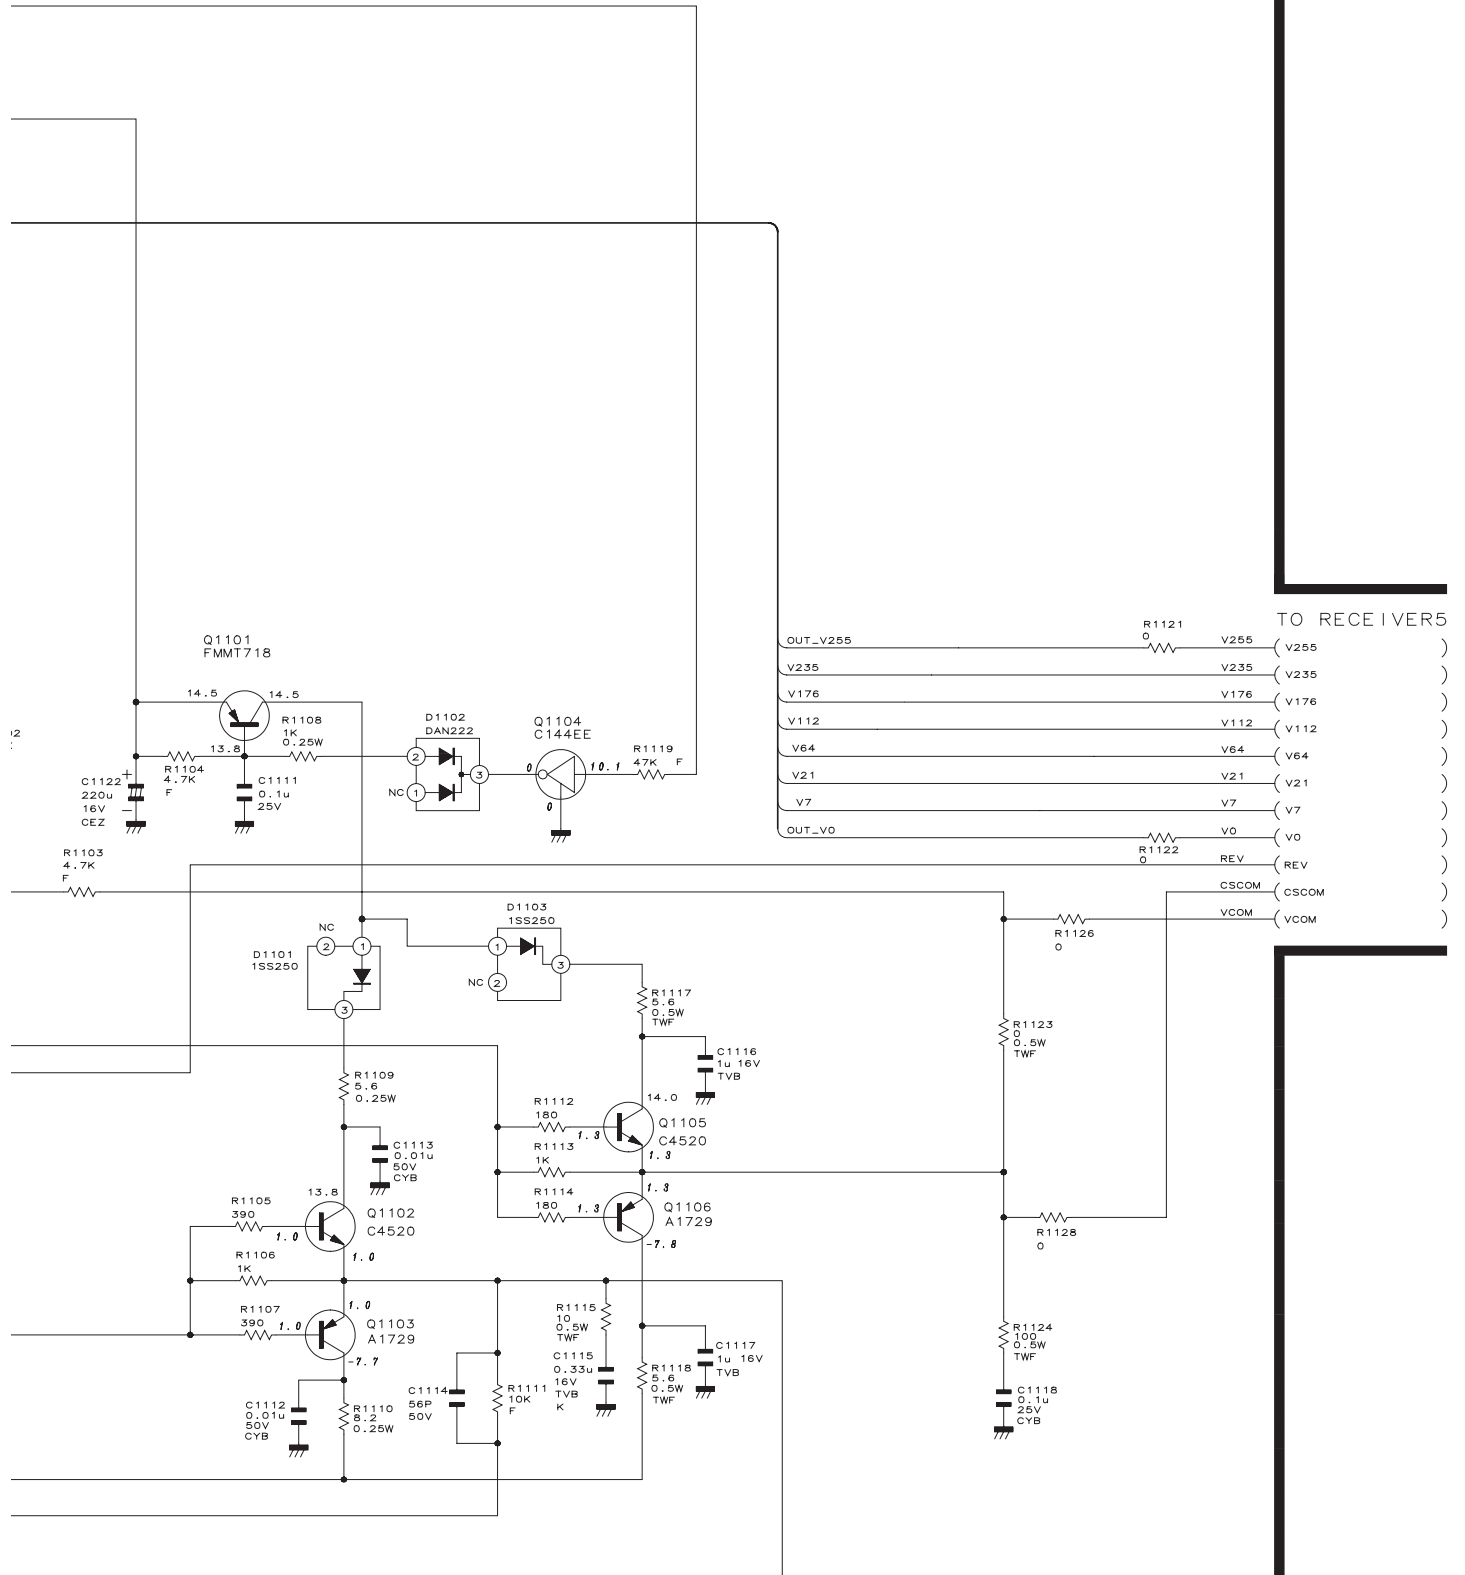 TO RECEIVER5
R1121
0
OUT_V255
V255
V255
V235
V235
V235
V176
V176
V176
V112
V112
V112
V64
V64
V64
V21
V21
V21
V7
V7
V7
OUT_V0
V0
V0
R1122
0
REV
REV
CSCOM
CSCOM
VCOM
VCOM
R1126
0
Q1101
FMMT718
14.5
14.5
13.8
R1108
1K
0.25W
R1104
4.7K
F
C1122
220u
16V
CEZ
+
−
C1111
0.1u
25V
D1102
DAN222
2
3
NC
1
Q1104
C144EE
0
10.1
0
R1119
47K
F
R1103
4.7K
F
NC
2
1
D1101
1SS250
3
D1103
1SS250
1
3
NC
2
R1117
5.6
0.5W
TWF
C1116
1u 16V
TVB
R1123
0
0.5W
TWF
R1109
5.6
0.25W
C1113
0.01u
50V
CYB
R1112
180
1.3
14.0
Q1105
C4520
1.3
R1113
1K
R1114
180
1.3
1.3
Q1106
A1729
-7.8
13.8
R1105
390
1.0
Q1102
C4520
1.0
R1106
1K
R1107
390
1.0
1.0
Q1103
A1729
-7.7
R1128
0
R1115
10
0.5W
TWF
C1115
0.33u
16V
TVB
K
C1117
1u 16V
TVB
R1118
5.6
0.5W
TWF
R1124
100
0.5W
TWF
C1118
0.1u
25V
CYB
C1114
56P
50V
R1111
10K
F
C1112
0.01u
50V
CYB
R1110
8.2
0.25W